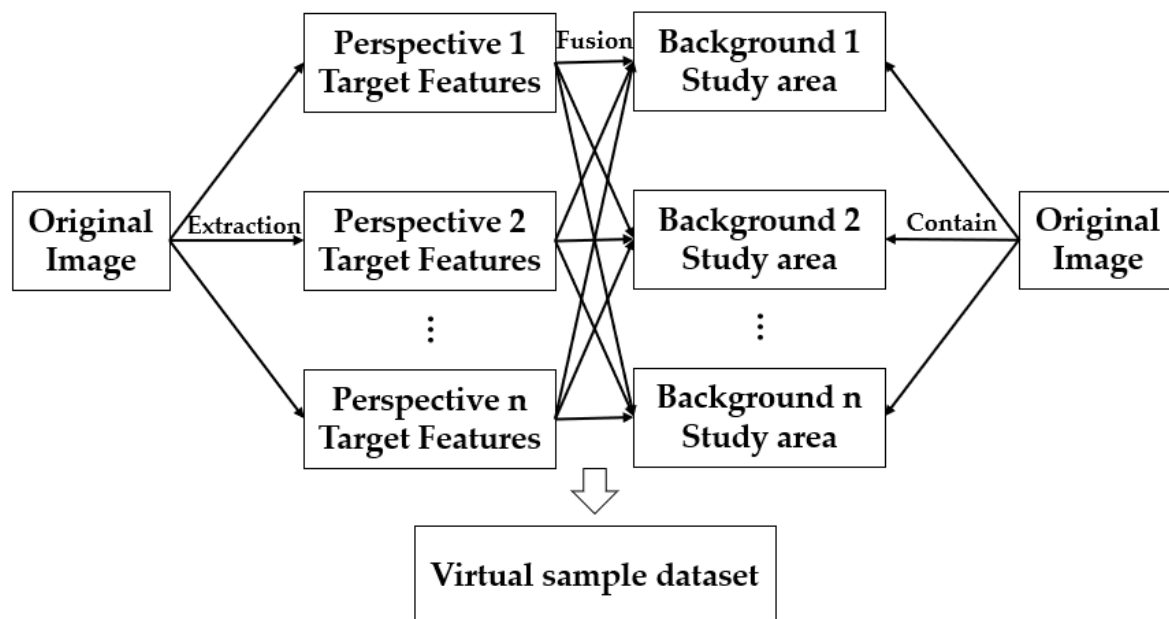 Perspective 1
Target Features
Fusion
Background 1
Study area
Original
Image
Extraction
Perspective 2
Target Features
Background 2
Study area
Contain
Original
Image
⋮
⋮
Perspective n
Target Features
Background n
Study area
Virtual sample dataset